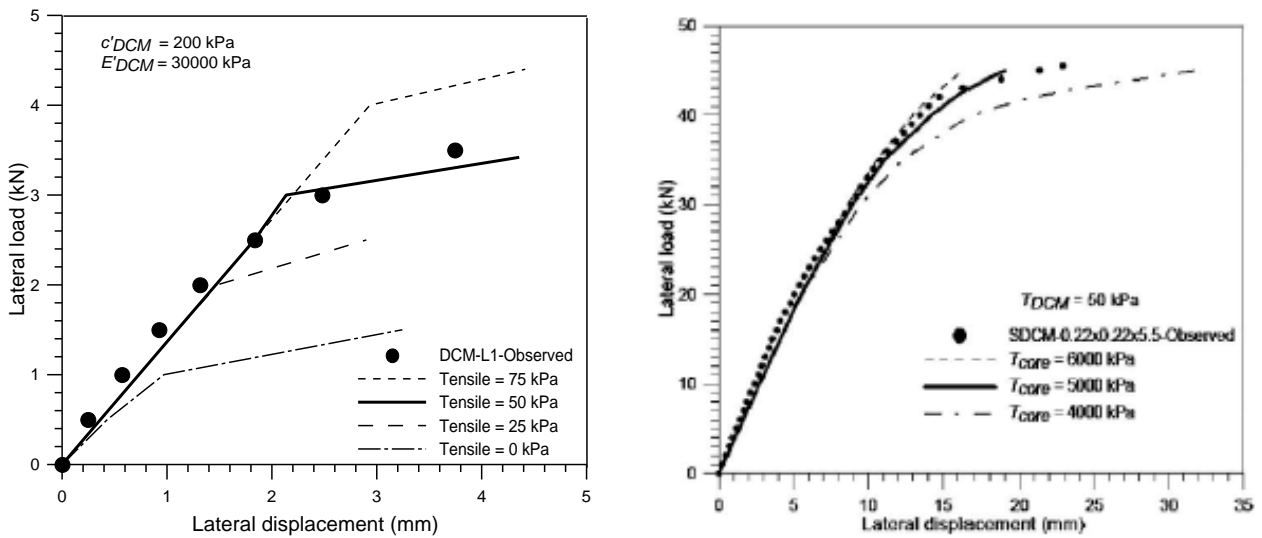 5
4
3
2
1
0
0 1 2 3 4 5
Lateral load (kN)
Lateral displacement (mm)
c'DCM = 200 kPa
E'DCM = 30000 kPa
DCM-L1-Observed
Tensile = 75 kPa
Tensile = 50 kPa
Tensile = 25 kPa
Tensile = 0 kPa
50
40
30
20
10
0
0 5 10 15 20 25 30 35
Lateral load (kN)
Lateral displacement (mm)
TDCM = 50 kPa
SDCM-0.22x0.22x5.5-Observed
Tcore = 6000 kPa
Tcore = 5000 kPa
Tcore = 4000 kPa